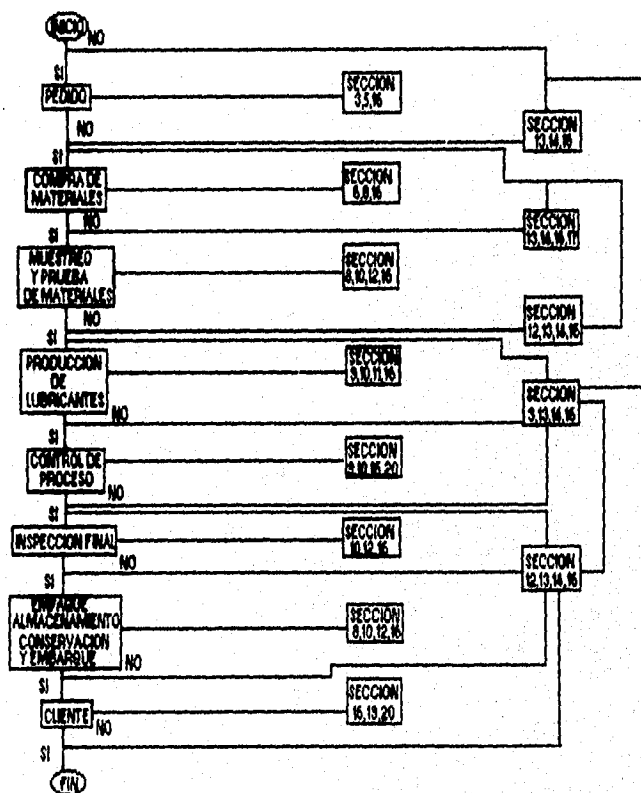 INICIO
NO
SI
PEDIDO
SECCION
3,5,16
NO
SECCION
13,14,16
SI
COMPRA DE
MATERIALES
SECCION
6,8,16
NO
SECCION
13,14,16,17
SI
MUESTREO
Y PRUEBA
DE MATERIALES
SECCION
8,10,12,16
NO
SECCION
12,13,14,16
SI
PRODUCCION
DE
LUBRICANTES
SECCION
9,10,11,16
SECCION
9,13,14,16
NO
SI
CONTROL DE
PROCESO
SECCION
9,10,16,20
NO
SI
INSPECCION FINAL
SECCION
10,12,16
NO
SECCION
12,13,14,16
SI
EMPAQUE
ALMACENAMIENTO
CONSERVACION
Y EMBARQUE
SECCION
8,10,12,16
NO
SI
CLIENTE
SECCION
16,19,20
NO
SI
FIN